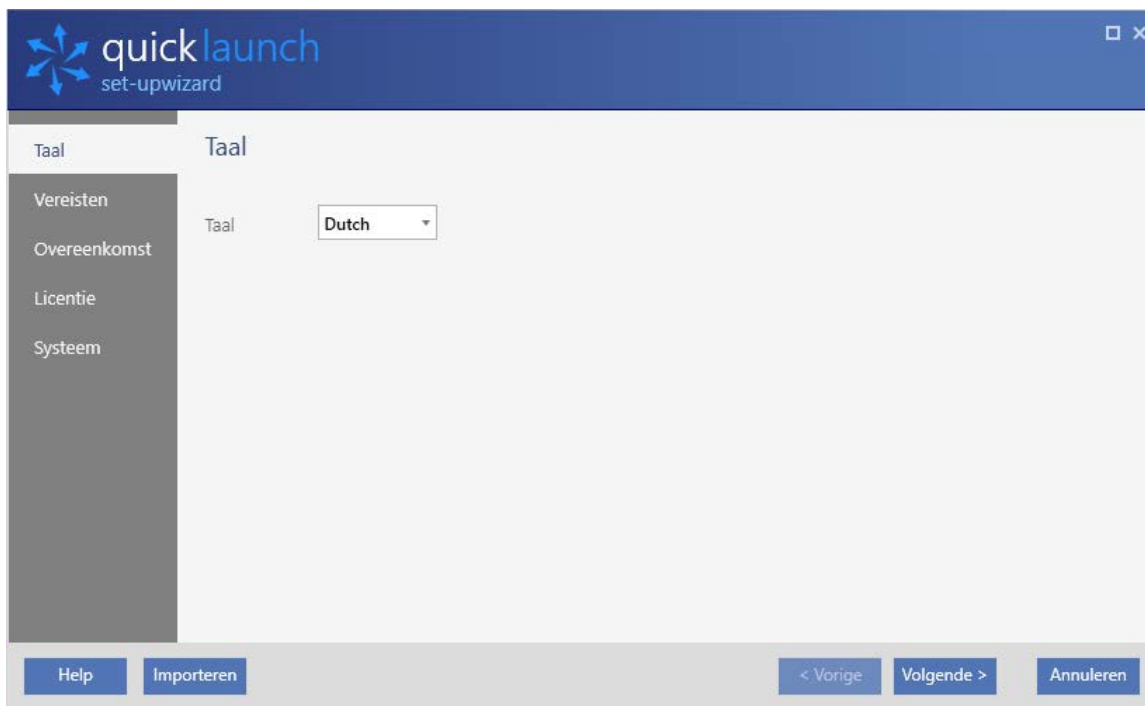 quicklaunch
set-upwizard
Taal
Vereisten
Overeenkomst
Licentie
Systeem
Taal
Taal Dutch
Help Importeren < Vorige Volgende > Annuleren